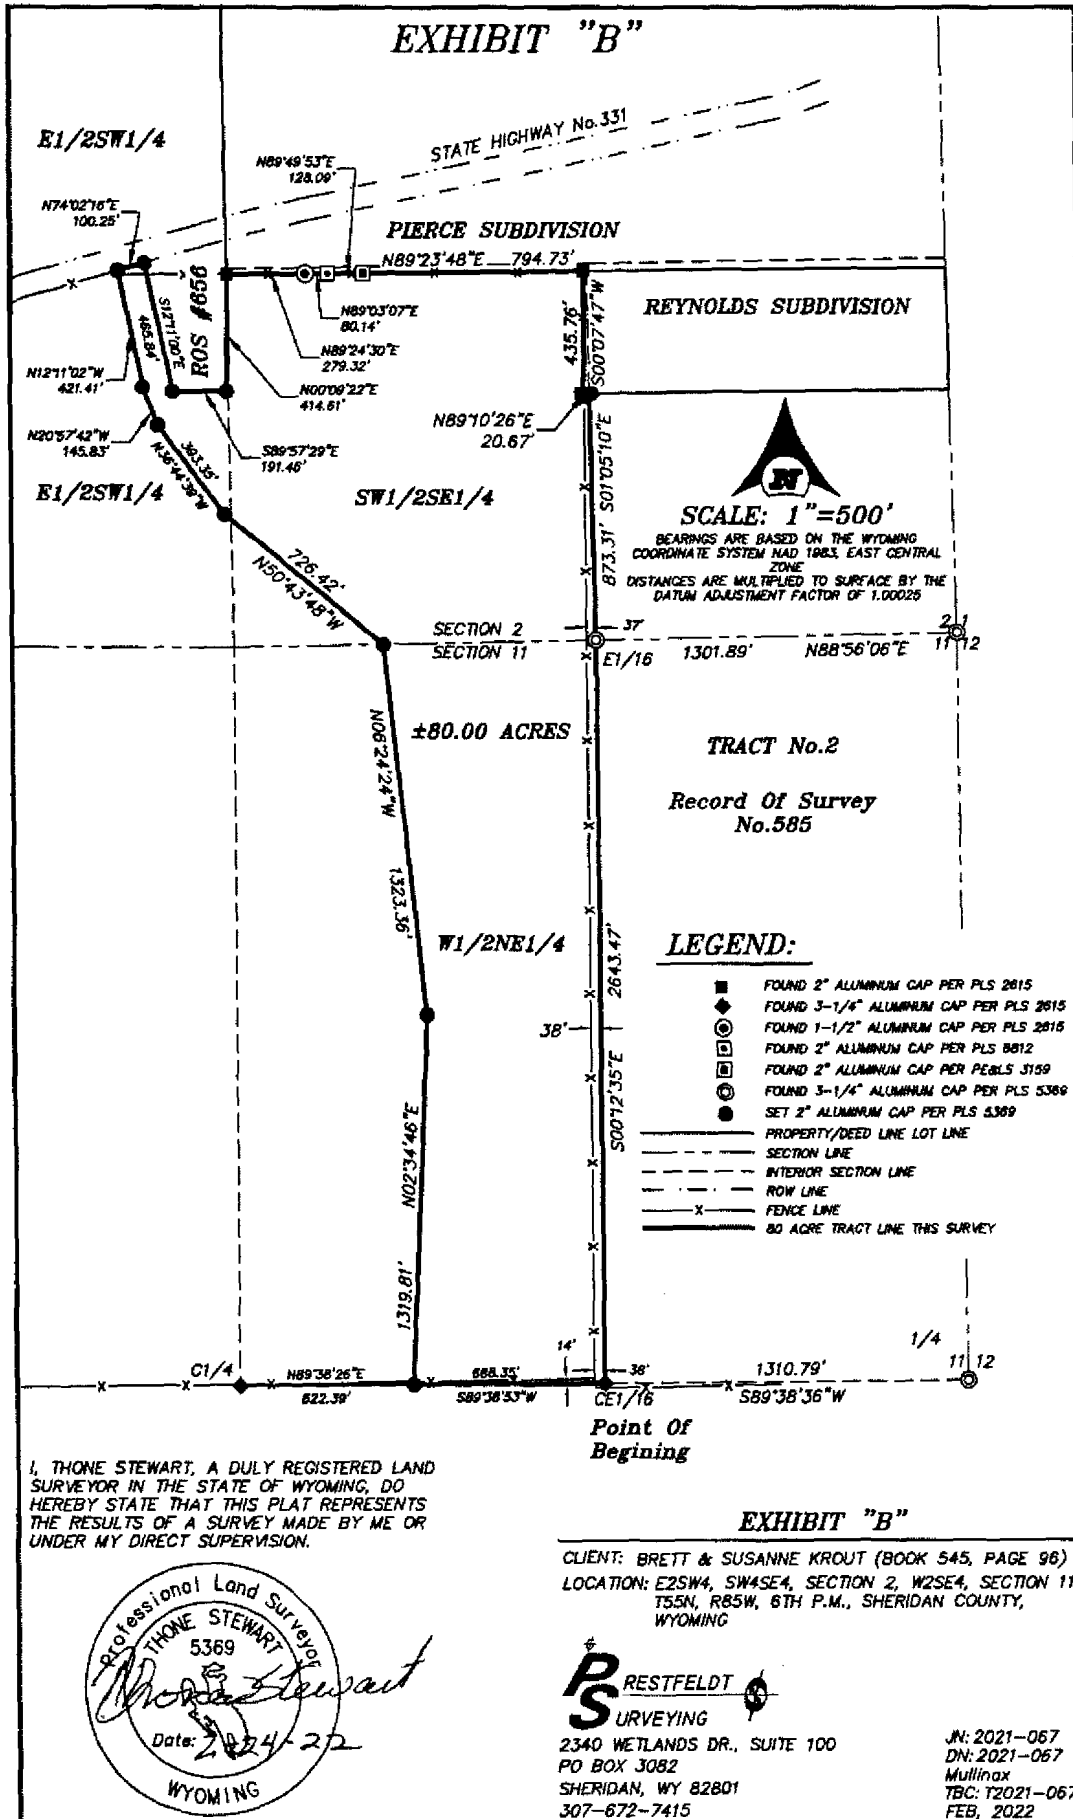 EXHIBIT "B"
E1/2SW1/4
STATE HIGHWAY No.331
N89°49'53"E
128.09'
N74°02'16"E
100.25'
PIERCE SUBDIVISION
N89°23'48"E 794.73'
ROS #656
S12°11'00"E
465.84'
N89°03'07"E
80.14'
N89°24'30"E
279.32'
435.76'
S00°07'47"W
REYNOLDS SUBDIVISION
N12°11'02"W
421.41'
N00°09'22"E
414.61'
N20°57'42"W
145.83'
S89°57'29"E
191.46'
N89°10'26"E
20.67'
E1/2SW1/4
393.35'
N36°44'39"W
SW1/2SE1/4
873.31' S01°05'10"E
N
SCALE: 1"=500'
BEARINGS ARE BASED ON THE WYOMING
COORDINATE SYSTEM NAD 1983, EAST CENTRAL
ZONE
DISTANCES ARE MULTIPLIED TO SURFACE BY THE
DATUM ADJUSTMENT FACTOR OF 1.00025
726.42'
N50°43'48"W
SECTION 2
SECTION 11
37'
E1/16
1301.89' N88°56'06"E
2 1
11 12
±80.00 ACRES
TRACT No.2
Record Of Survey
No.585
N06°24'24"W
1323.36'
W1/2NE1/4
2643.47'
S00°12'35"E
38'
LEGEND:
FOUND 2" ALUMINUM CAP PER PLS 2615
FOUND 3-1/4" ALUMINUM CAP PER PLS 2615
FOUND 1-1/2" ALUMINUM CAP PER PLS 2615
FOUND 2" ALUMINUM CAP PER PLS 8812
FOUND 2" ALUMINUM CAP PER PE&LS 3159
FOUND 3-1/4" ALUMINUM CAP PER PLS 5369
SET 2" ALUMINUM CAP PER PLS 5369
PROPERTY/DEED LINE LOT LINE
SECTION LINE
INTERIOR SECTION LINE
ROW LINE
FENCE LINE
80 ACRE TRACT LINE THIS SURVEY
N02°34'46"E
1319.81'
C1/4
N89°38'26"E
622.39'
14'
668.35'
S89°38'53"W
38'
CE1/16
1310.79'
S89°38'36"W
1/4
11 12
Point Of
Begining
I, THONE STEWART, A DULY REGISTERED LAND
SURVEYOR IN THE STATE OF WYOMING, DO
HEREBY STATE THAT THIS PLAT REPRESENTS
THE RESULTS OF A SURVEY MADE BY ME OR
UNDER MY DIRECT SUPERVISION.
Professional Land Surveyor
THONE STEWART
5369
Thone Stewart
Date: 2-24-22
WYOMING
EXHIBIT "B"
CLIENT: BRETT & SUSANNE KROUT (BOOK 545, PAGE 96)
LOCATION: E2SW4, SW4SE4, SECTION 2, W2SE4, SECTION 11
T55N, R85W, 6TH P.M., SHERIDAN COUNTY,
WYOMING
PRESTFELDT
SURVEYING
2340 WETLANDS DR., SUITE 100
PO BOX 3082
SHERIDAN, WY 82801
307-672-7415
JN: 2021-067
DN: 2021-067
Mullinax
TBC: T2021-067
FEB, 2022